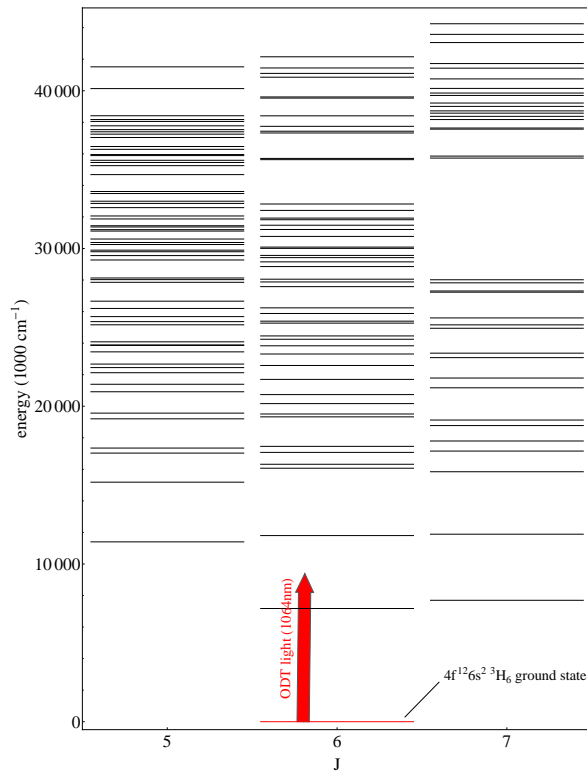 40 000
30 000
20 000
10 000
0
energy (1000 cm⁻¹)
ODT light (1064nm)
4f¹²6s² ³H₆ ground state
5
6
7
J